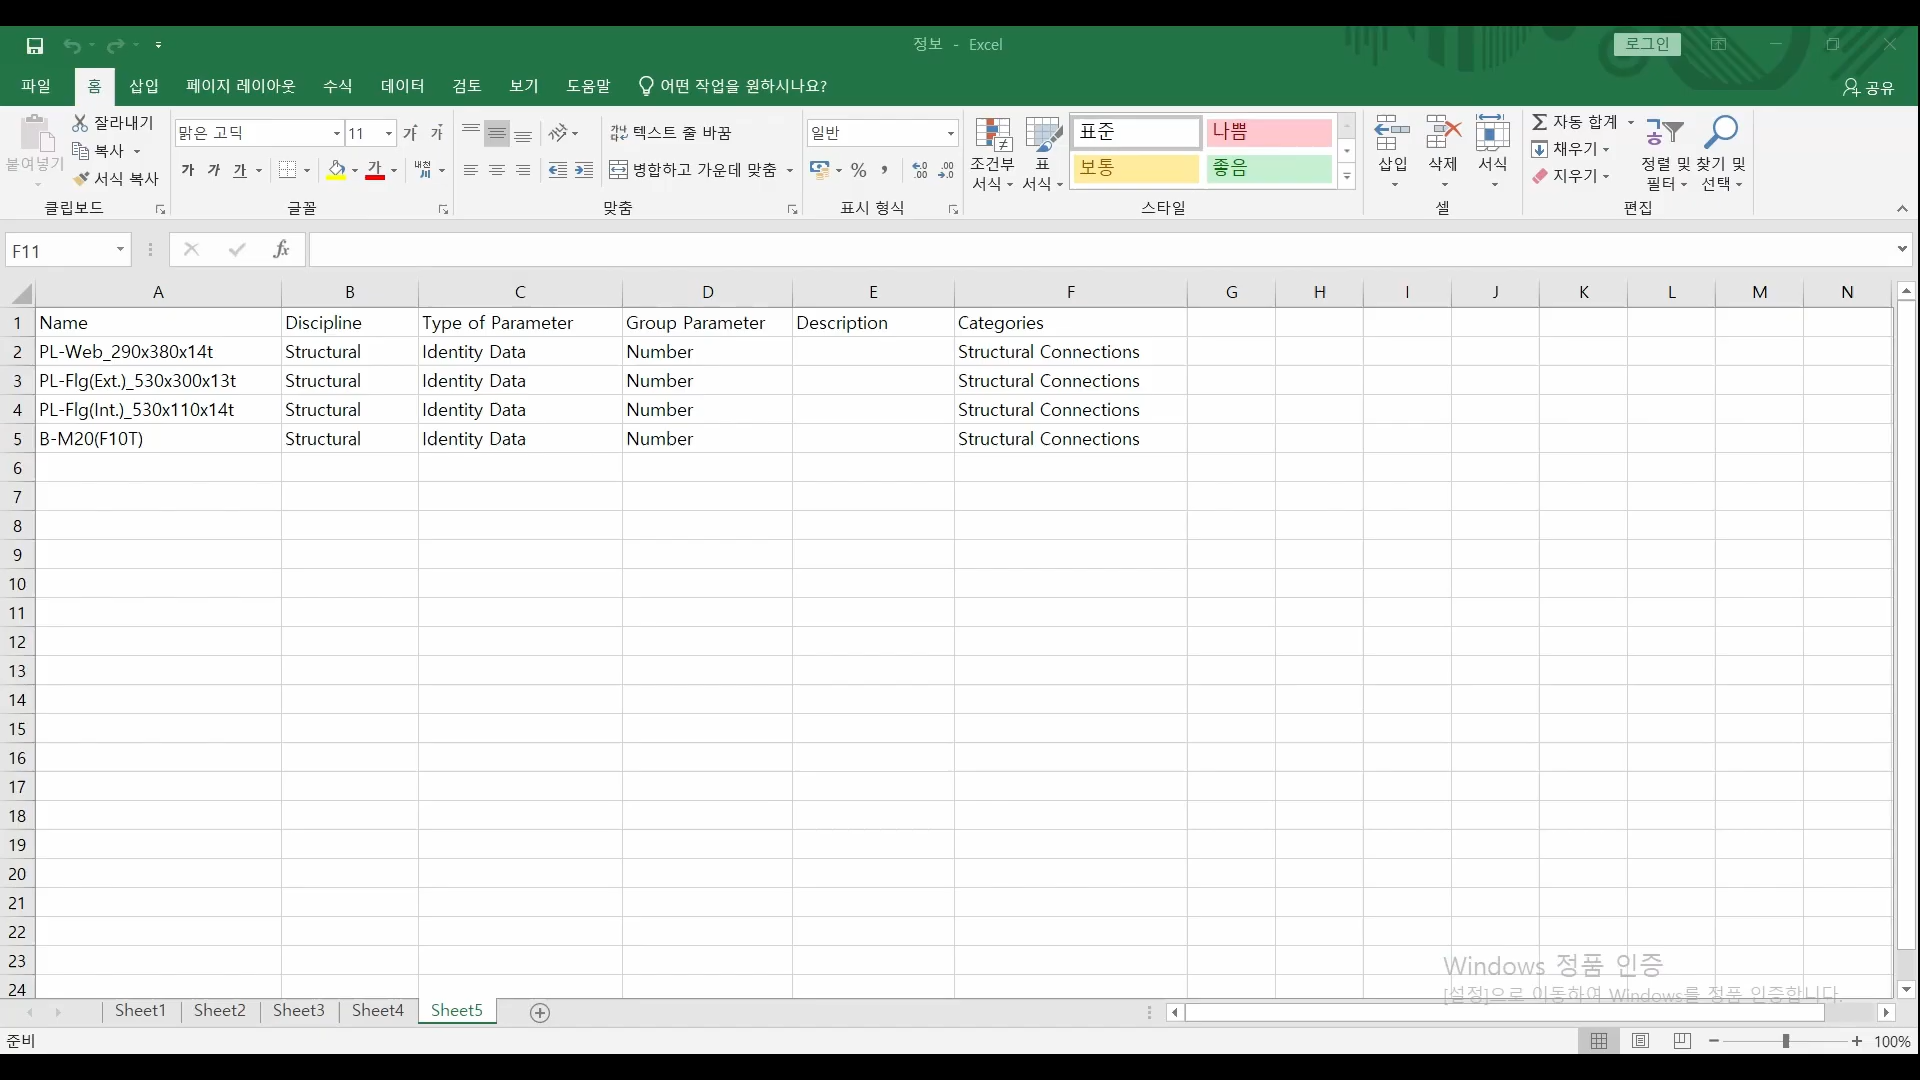 정보 - Excel
로그인
파일 홈 삽입 페이지 레이아웃 수식 데이터 검토 보기 도움말 어떤 작업을 원하시나요? 공유
붙여넣기
잘라내기
복사
서식 복사
클립보드
맑은 고딕 11 가 가
가 가 가 가 내천
글꼴
텍스트 줄 바꿈
병합하고 가운데 맞춤
맞춤
일반
% ,
표시 형식
조건부 서식
표 서식
표준 나쁨
보통 좋음
스타일
삽입 삭제 서식
셀
자동 합계
채우기
지우기
정렬 및 필터
찾기 및 선택
편집
F11 fx
A B C D E F G H I J K L M N
1 Name Discipline Type of Parameter Group Parameter Description Categories
2 PL-Web_290x380x14t Structural Identity Data Number Structural Connections
3 PL-Flg(Ext.)_530x300x13t Structural Identity Data Number Structural Connections
4 PL-Flg(Int.)_530x110x14t Structural Identity Data Number Structural Connections
5 B-M20(F10T) Structural Identity Data Number Structural Connections
6
7
8
9
10
11
12
13
14
15
16
17
18
19
20
21
22
23
24
Windows 정품 인증
[설정]으로 이동하여 Windows를 정품 인증합니다.
Sheet1 Sheet2 Sheet3 Sheet4 Sheet5
준비 100%